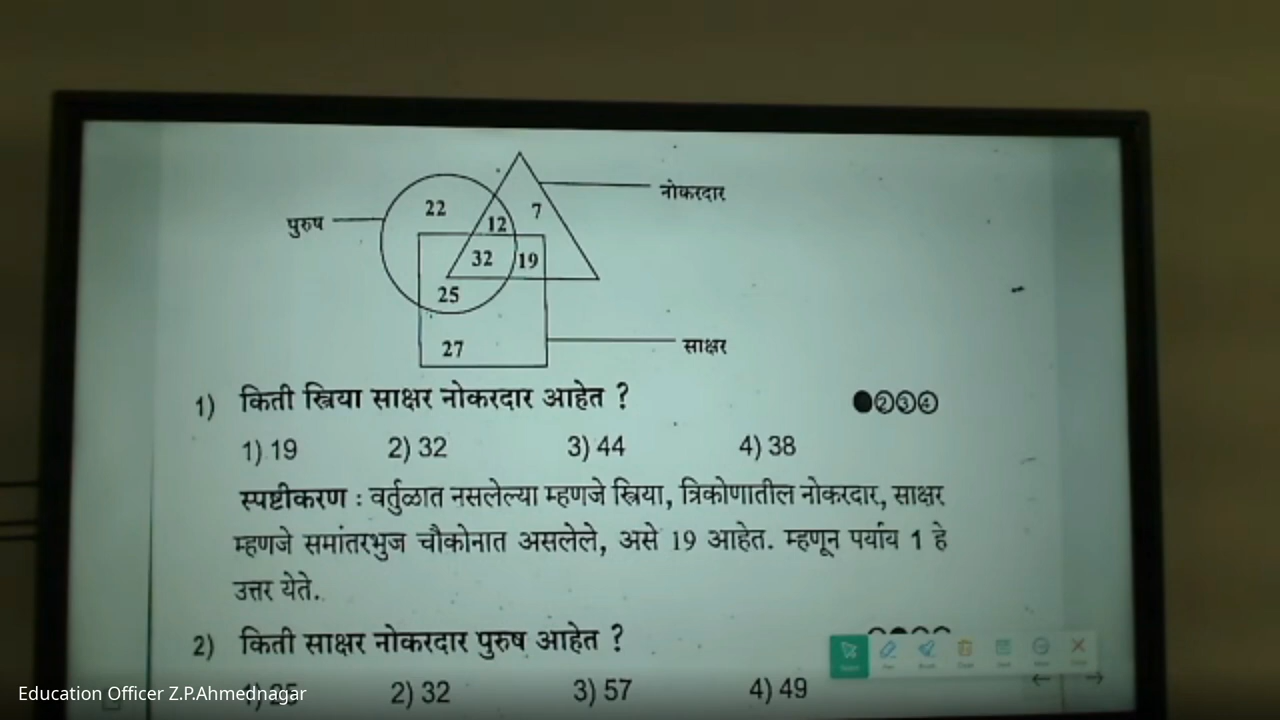 22
7
नोकरदार
पुरुष
12
32
19
25
27
साक्षर
1) किती स्त्रिया साक्षर नोकरदार आहेत ?
1) 19 2) 32 3) 44 4) 38
स्पष्टीकरण : वर्तुळात नसलेल्या म्हणजे स्त्रिया, त्रिकोणातील नोकरदार, साक्षर
म्हणजे समांतरभुज चौकोनात असलेले, असे 19 आहेत. म्हणून पर्याय 1 हे
उत्तर येते.
2) किती साक्षर नोकरदार पुरुष आहेत ?
1) 25 2) 32 3) 57 4) 49
Education Officer Z.P.Ahmednagar